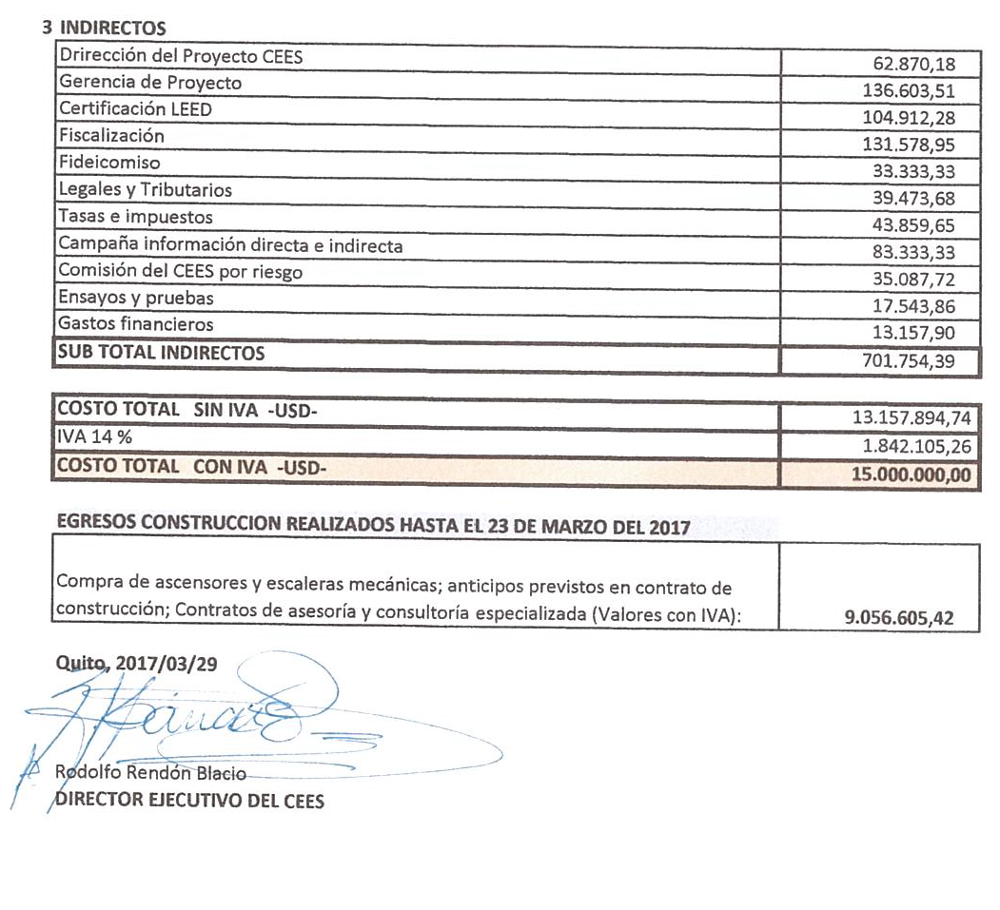 3 INDIRECTOS
Drirección del Proyecto CEES 62.870,18
Gerencia de Proyecto 136.603,51
Certificación LEED 104.912,28
Fiscalización 131.578,95
Fideicomiso 33.333,33
Legales y Tributarios 39.473,68
Tasas e impuestos 43.859,65
Campaña información directa e indirecta 83.333,33
Comisión del CEES por riesgo 35.087,72
Ensayos y pruebas 17.543,86
Gastos financieros 13.157,90
SUB TOTAL INDIRECTOS 701.754,39
COSTO TOTAL SIN IVA -USD- 13.157.894,74
IVA 14 % 1.842.105,26
COSTO TOTAL CON IVA -USD- 15.000.000,00
EGRESOS CONSTRUCCION REALIZADOS HASTA EL 23 DE MARZO DEL 2017
Compra de ascensores y escaleras mecánicas; anticipos previstos en contrato de
construcción; Contratos de asesoría y consultoría especializada (Valores con IVA): 9.056.605,42
Quito, 2017/03/29
Rodolfo Rendón Blacio
DIRECTOR EJECUTIVO DEL CEES